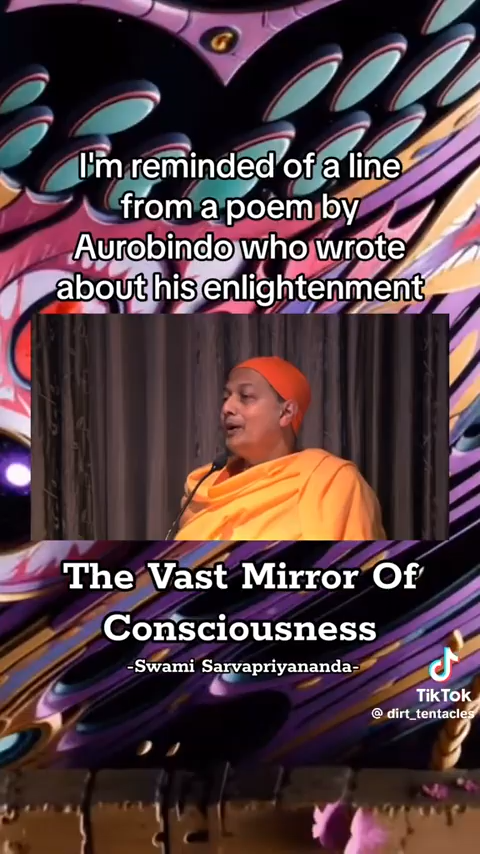 I'm reminded of a line
from a poem by
Aurobindo who wrote
about his enlightenment
The Vast Mirror Of
Consciousness
-Swami Sarvapriyananda-
TikTok
@ dirt_tentacles